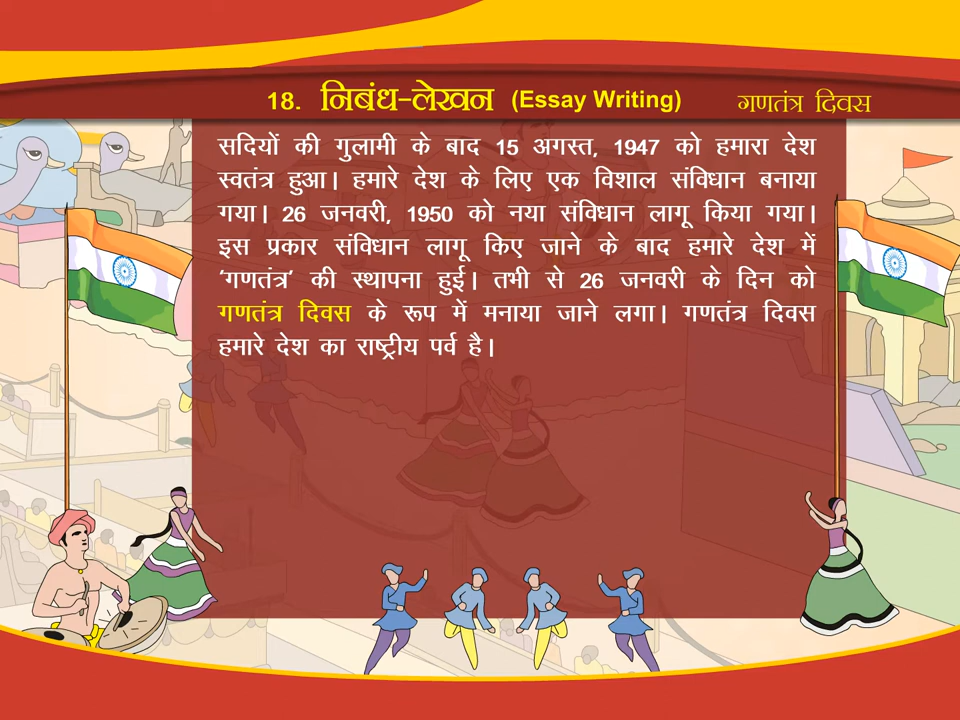 18. निबंध-लेखन (Essay Writing) गणतंत्र दिवस
सदियों की गुलामी के बाद 15 अगस्त, 1947 को हमारा देश
स्वतंत्र हुआ। हमारे देश के लिए एक विशाल संविधान बनाया
गया। 26 जनवरी, 1950 को नया संविधान लागू किया गया।
इस प्रकार संविधान लागू किए जाने के बाद हमारे देश में
‘गणतंत्र’ की स्थापना हुई। तभी से 26 जनवरी के दिन को
गणतंत्र दिवस के रूप में मनाया जाने लगा। गणतंत्र दिवस
हमारे देश का राष्ट्रीय पर्व है।